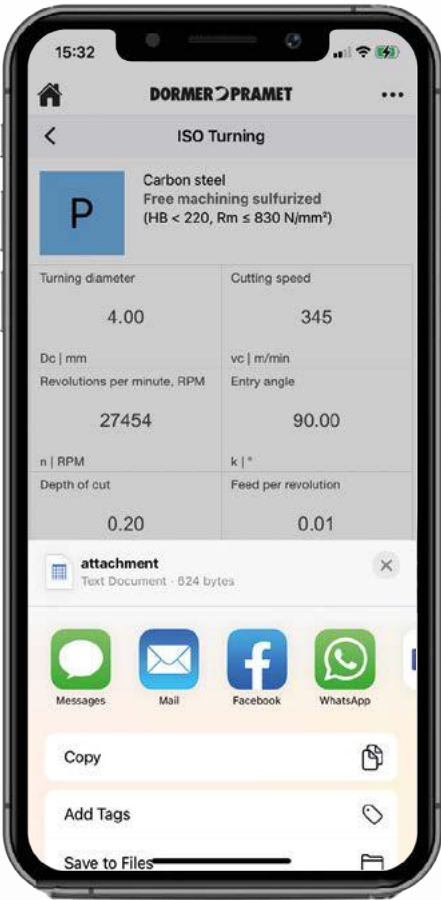 15:32
DORMER PRAMET
ISO Turning
P
Carbon steel
Free machining sulfurized
(HB < 220, Rm ≤ 830 N/mm²)
Turning diameter
Cutting speed
4.00
345
Dc | mm
vc | m/min
Revolutions per minute, RPM
Entry angle
27454
90.00
n | RPM
k | °
Depth of cut
Feed per revolution
0.20
0.01
attachment
Text Document · 624 bytes
Messages
Mail
Facebook
WhatsApp
Copy
Add Tags
Save to Files